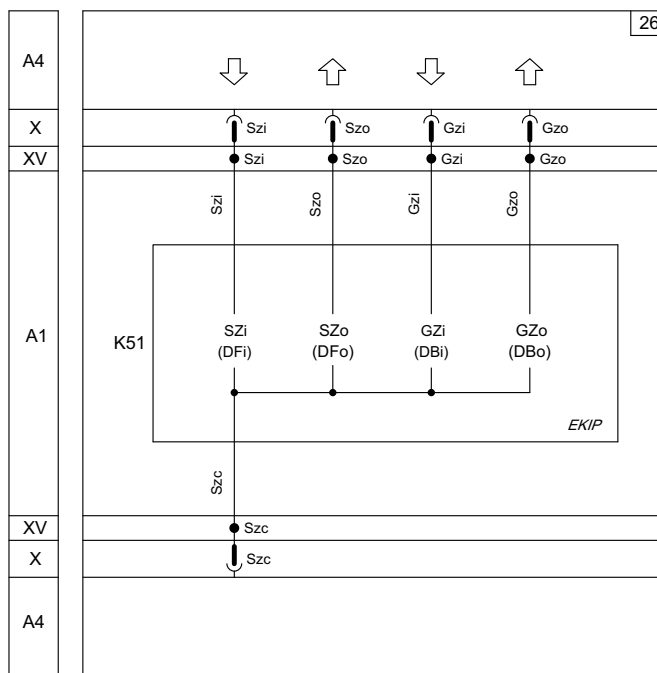 26
A4
X
Szi Szo Gzi Gzo
XV
Szi Szo Gzi Gzo
Szi Szo Gzi Gzo
A1
K51
SZi SZo GZi GZo
(DFi) (DFo) (DBi) (DBo)
EKIP
Szc
XV
Szc
X
Szc
A4